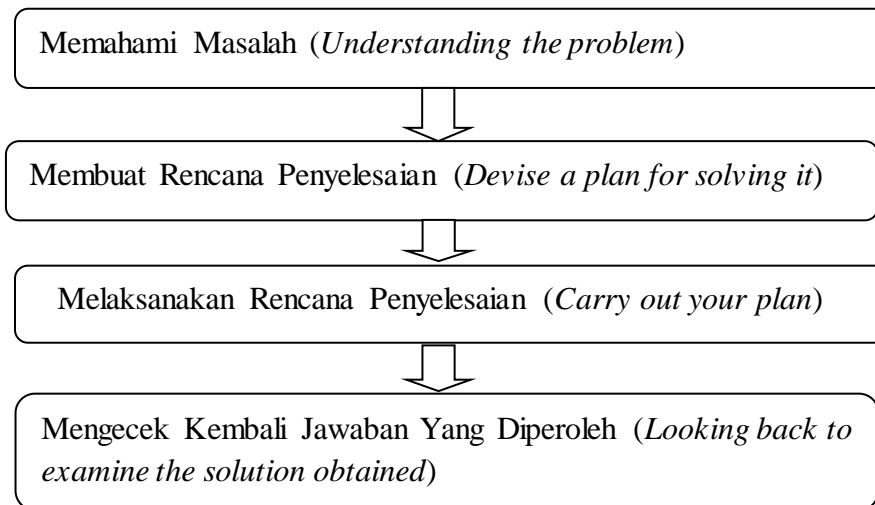 Memahami Masalah (Understanding the problem)
Membuat Rencana Penyelesaian (Devise a plan for solving it)
Melaksanakan Rencana Penyelesaian (Carry out your plan)
Mengecek Kembali Jawaban Yang Diperoleh (Looking back to
examine the solution obtained)